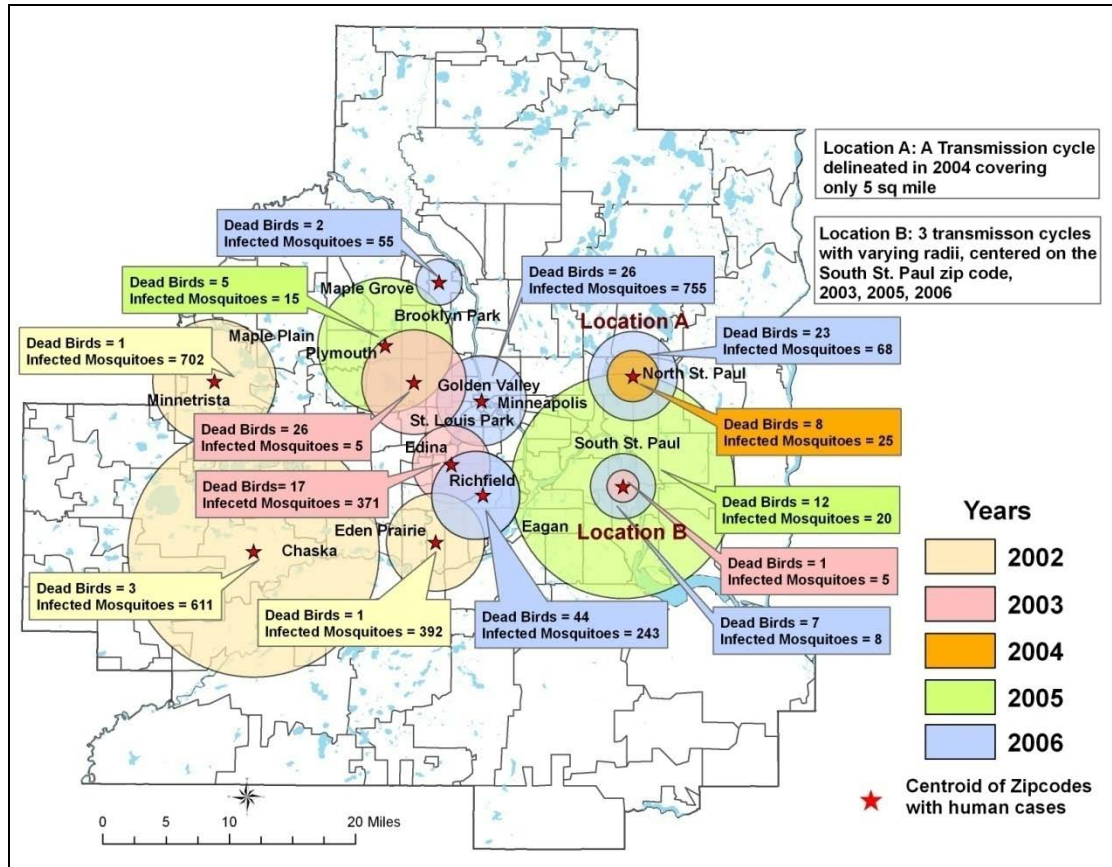 Location A: A Transmission cycle
delineated in 2004 covering
only 5 sq mile
Location B: 3 transmisson cycles
with varying radii, centered on the
South St. Paul zip code,
2003, 2005, 2006
Dead Birds = 2
Infected Mosquitoes = 55
Dead Birds = 5
Infected Mosquitoes = 15
Dead Birds = 26
Infected Mosquitoes = 755
Maple Grove
Brooklyn Park
Location A
Dead Birds = 1
Infected Mosquitoes = 702
Maple Plain
Plymouth
Dead Birds = 23
Infected Mosquitoes = 68
North St. Paul
Golden Valley
Minneapolis
Minnetrista
St. Louis Park
Dead Birds = 26
Infected Mosquitoes = 5
Dead Birds = 8
Infected Mosquitoes = 25
Edina
South St. Paul
Dead Birds= 17
Infecetd Mosquitoes = 371
Richfield
Dead Birds = 12
Infected Mosquitoes = 20
Eden Prairie
Eagan
Location B
Chaska
Dead Birds = 3
Infected Mosquitoes = 611
Dead Birds = 1
Infected Mosquitoes = 392
Dead Birds = 44
Infected Mosquitoes = 243
Dead Birds = 1
Infected Mosquitoes = 5
Dead Birds = 7
Infected Mosquitoes = 8
Years
2002
2003
2004
2005
2006
Centroid of Zipcodes
with human cases
0 5 10 20 Miles